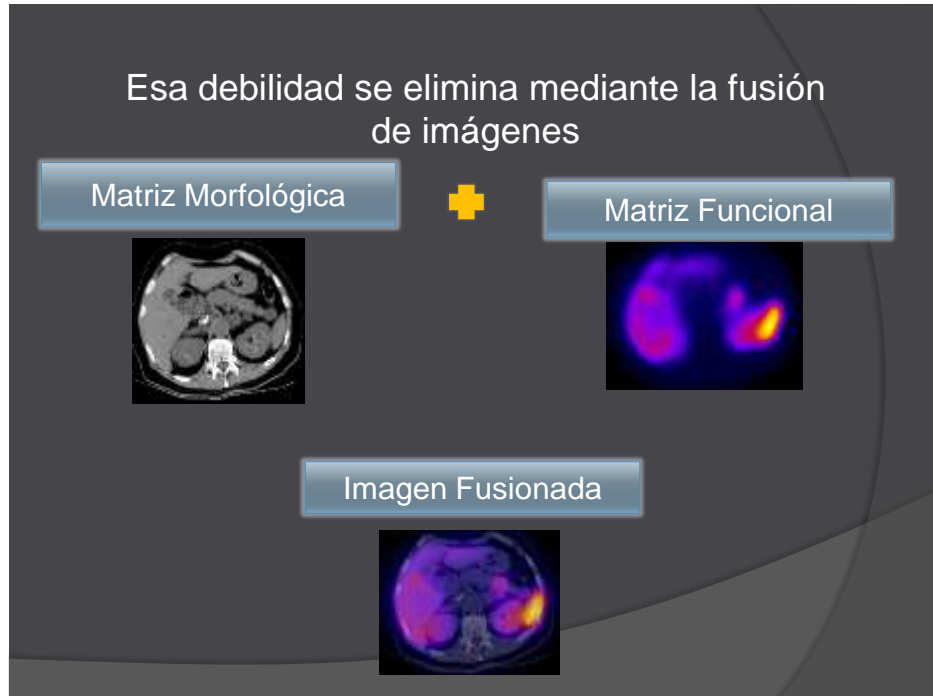 Esa debilidad se elimina mediante la fusión
de imágenes
Matriz Morfológica
Matriz Funcional
Imagen Fusionada